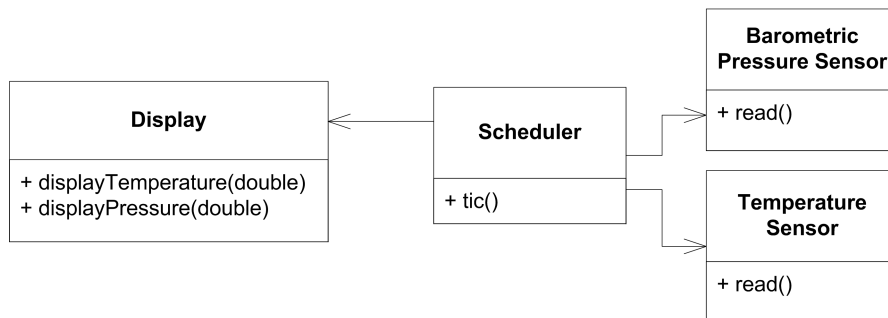 Display
+ displayTemperature(double)
+ displayPressure(double)
Scheduler
+ tic()
Barometric
Pressure Sensor
+ read()
Temperature
Sensor
+ read()